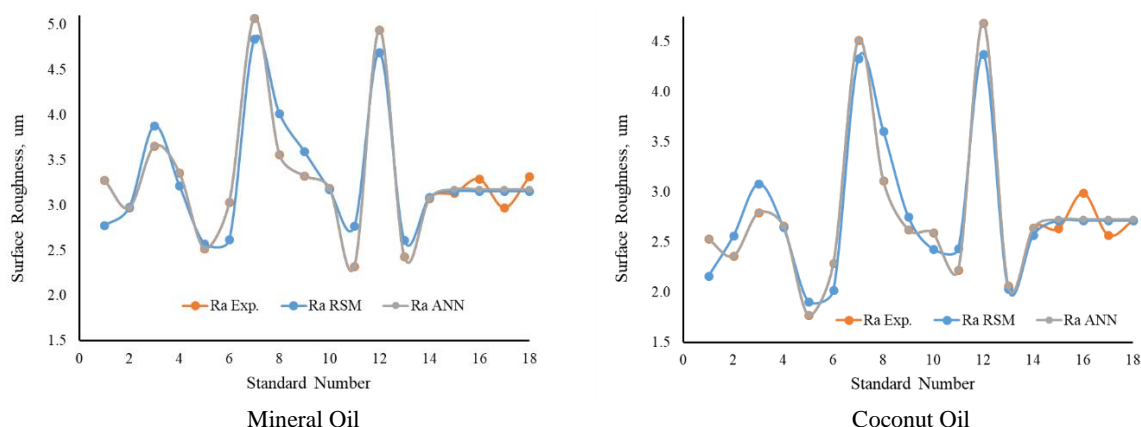 5.0
4.5
4.0
3.5
3.0
2.5
2.0
1.5
Surface Roughness, um
0 2 4 6 8 10 12 14 16 18
Standard Number
Ra Exp. Ra RSM Ra ANN
Mineral Oil
4.5
4.0
3.5
3.0
2.5
2.0
1.5
Surface Roughness, um
0 2 4 6 8 10 12 14 16 18
Standard Number
Ra Exp. Ra RSM Ra ANN
Coconut Oil